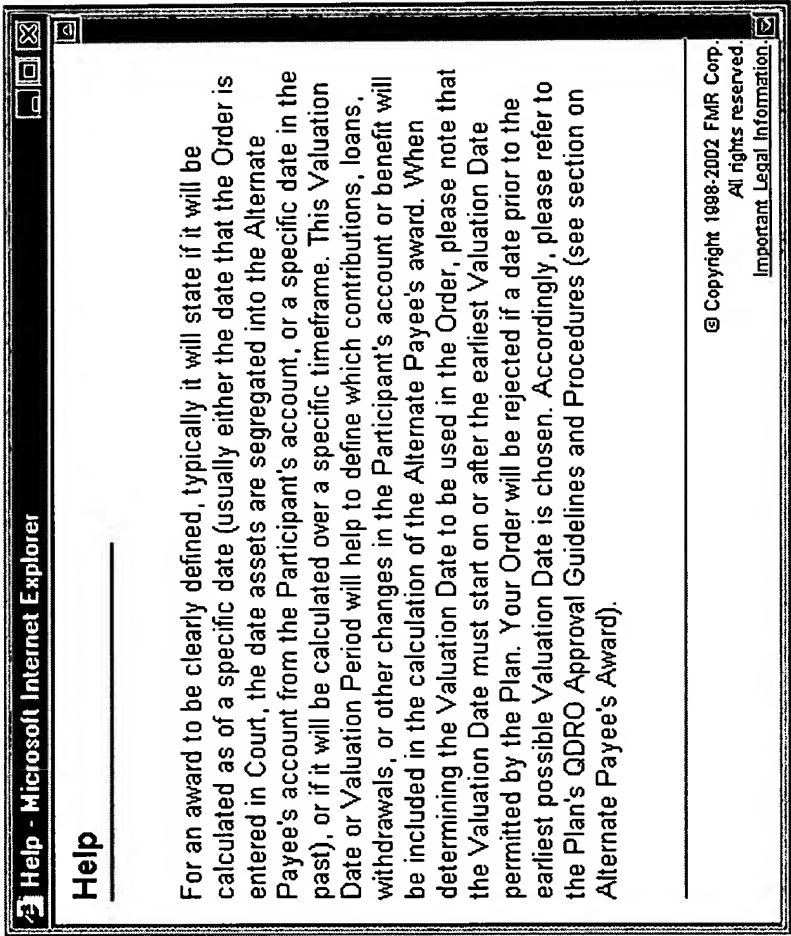 Help - Microsoft Internet Explorer
Help
For an award to be clearly defined, typically it will state if it will be
calculated as of a specific date (usually either the date that the Order is
entered in Court, the date assets are segregated into the Alternate
Payee's account from the Participant's account, or a specific date in the
past), or if it will be calculated over a specific timeframe. This Valuation
Date or Valuation Period will help to define which contributions, loans,
withdrawals, or other changes in the Participant's account or benefit will
be included in the calculation of the Alternate Payee's award. When
determining the Valuation Date to be used in the Order, please note that
the Valuation Date must start on or after the earliest Valuation Date
permitted by the Plan. Your Order will be rejected if a date prior to the
earliest possible Valuation Date is chosen. Accordingly, please refer to
the Plan's QDRO Approval Guidelines and Procedures (see section on
Alternate Payee's Award).
© Copyright 1998-2002 FMR Corp.
All rights reserved.
Important Legal Information.